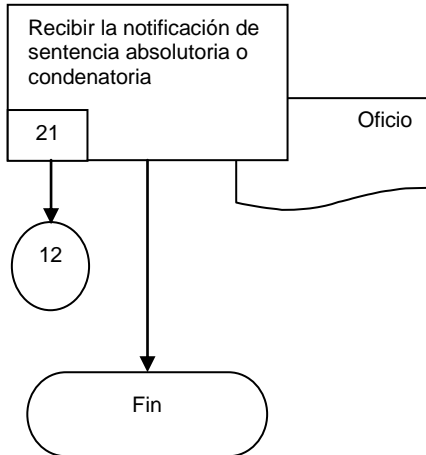 Recibir la notificación de
sentencia absolutoria o
condenatoria
21
Oficio
12
Fin